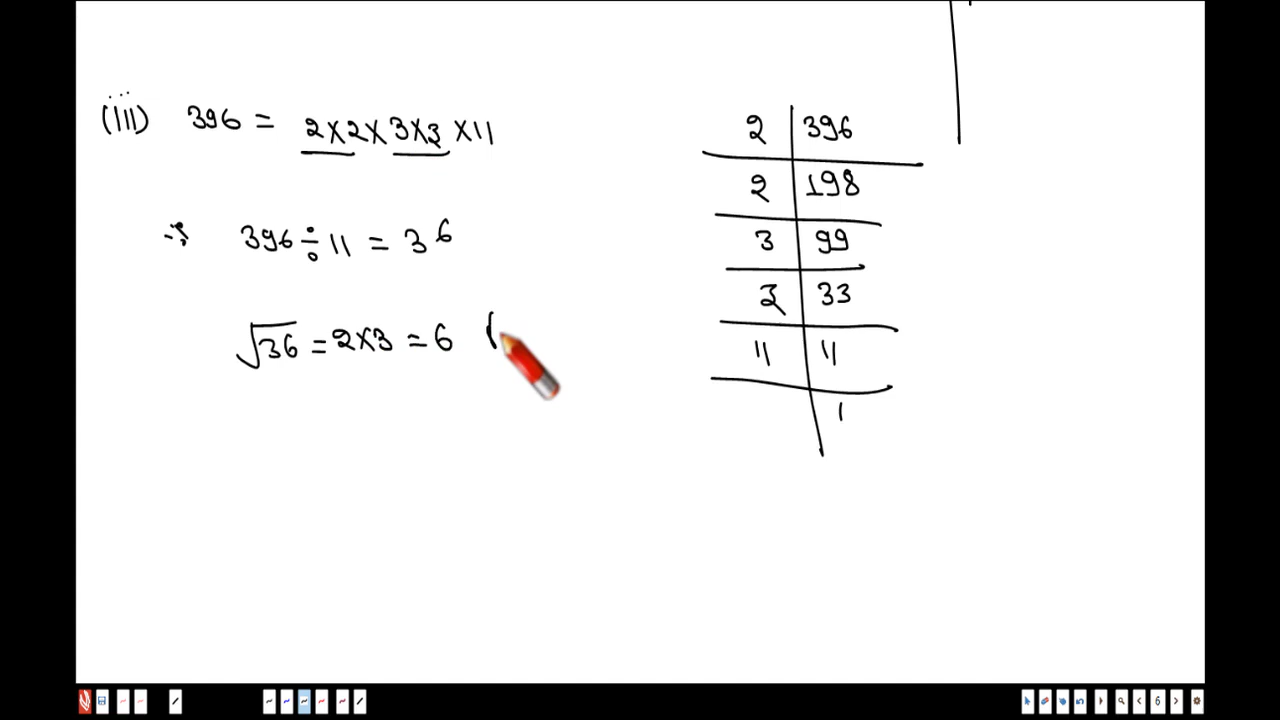 (iii) 396 = 2×2×3×3×11
∴ 396 ÷ 11 = 36
√36 = 2×3 = 6 (
2 | 396
2 | 198
3 | 99
3 | 33
11 | 11
1
6